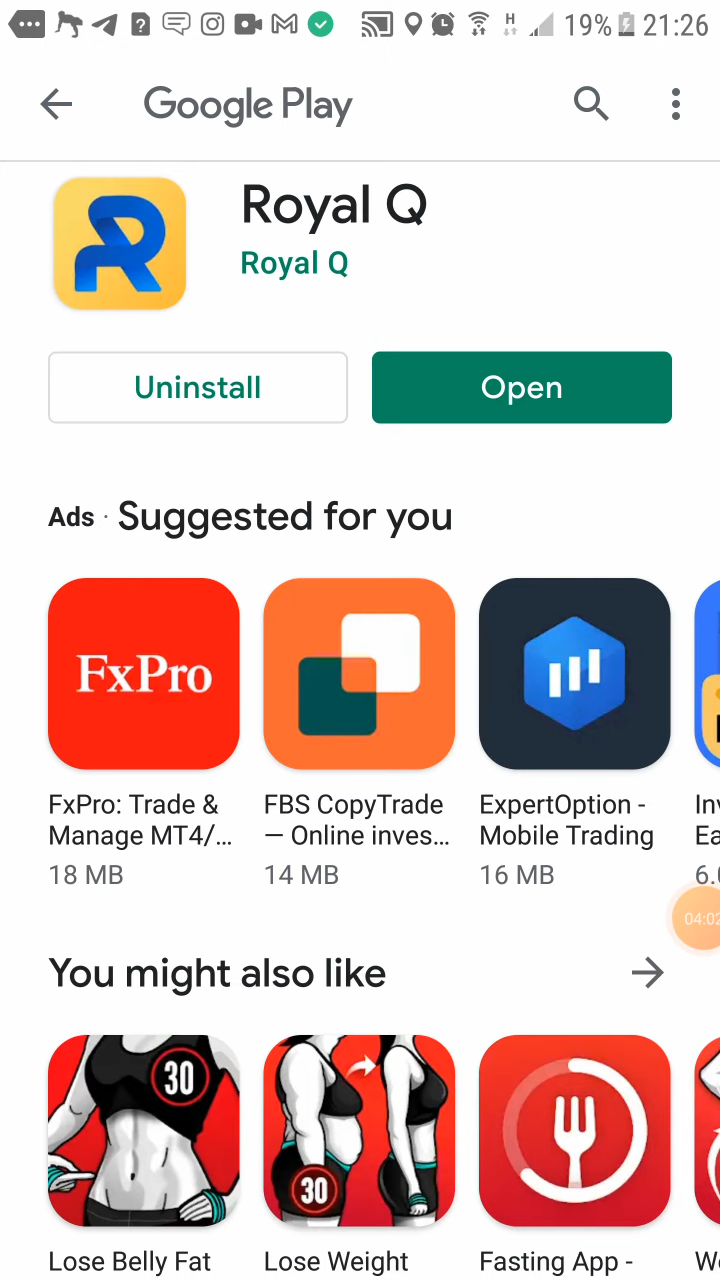 H 19% 21:26
Google Play
Royal Q
Royal Q
Uninstall
Open
Ads · Suggested for you
FxPro
FxPro: Trade &
Manage MT4/...
18 MB
FBS CopyTrade
— Online inves...
14 MB
ExpertOption -
Mobile Trading
16 MB
04:02
You might also like
30
30
Lose Belly Fat
Lose Weight
Fasting App -